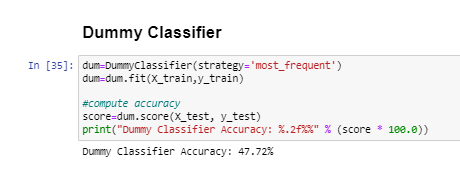 Dummy Classifier
In [35]: dum=DummyClassifier(strategy='most_frequent')
dum=dum.fit(X_train,y_train)
#compute accuracy
score=dum.score(X_test, y_test)
print("Dummy Classifier Accuracy: %.2f%%" % (score * 100.0))
Dummy Classifier Accuracy: 47.72%